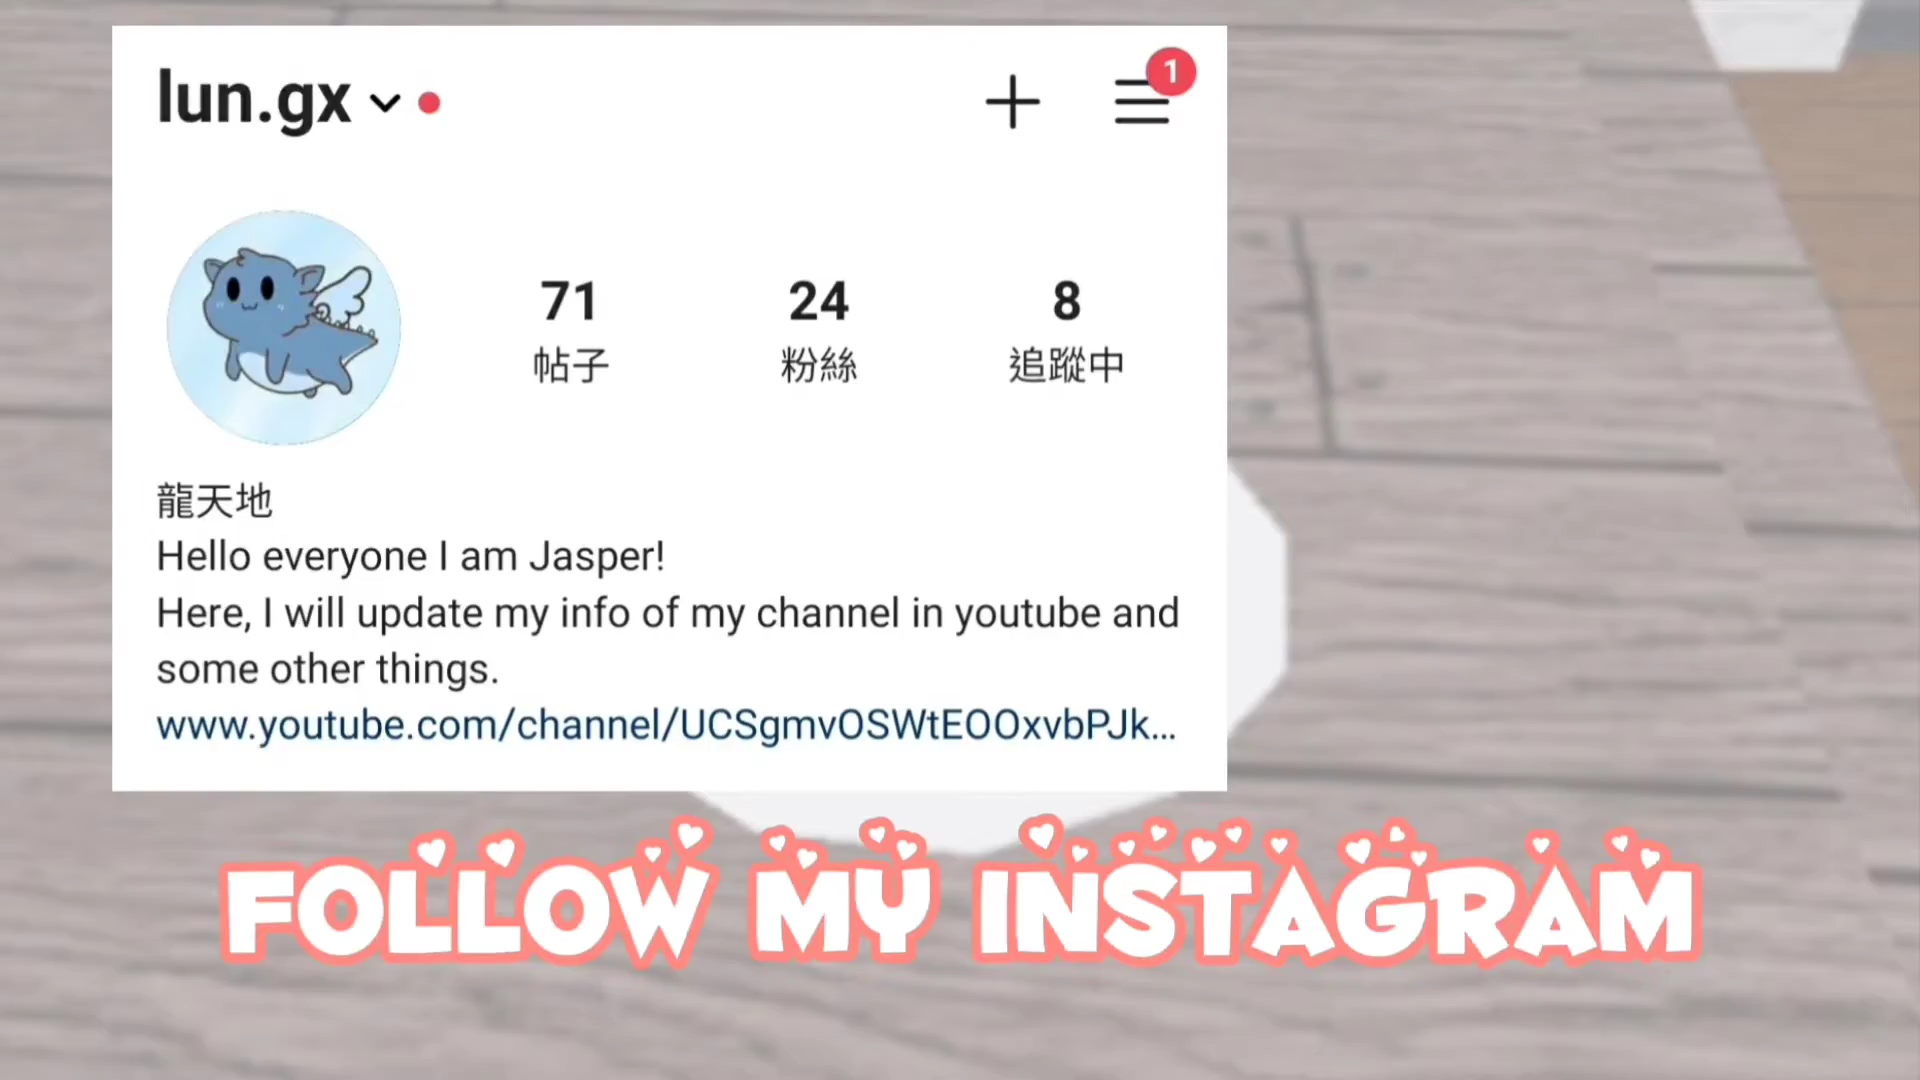 lun.gx
1
71
帖子
24
粉絲
8
追蹤中
龍天地
Hello everyone I am Jasper!
Here, I will update my info of my channel in youtube and
some other things.
www.youtube.com/channel/UCSgmvOSWtEOOxvbPJk...
FOLLOW MY INSTAGRAM